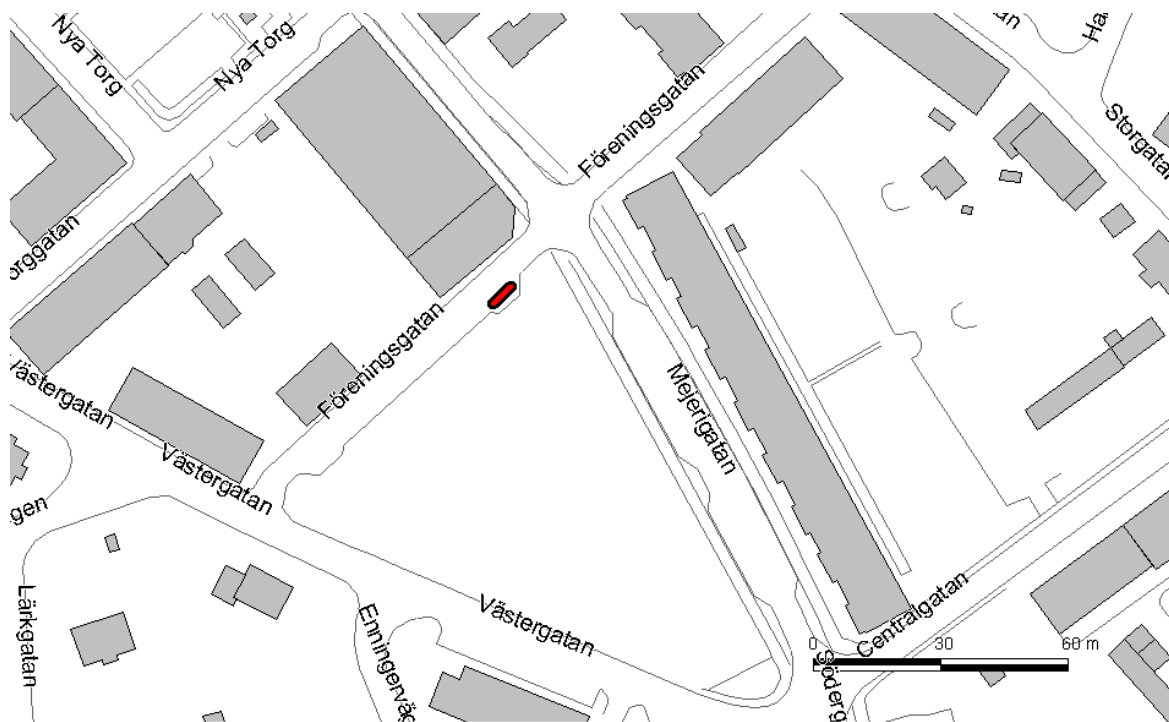 Nya Torg
Nya Torg
Föreningsgatan
Storgatan
orggatan
Föreningsgatan
Mejerigatan
västergatan
Västergatan
gen
Lärkgatan
Enningerväg
Västergatan
Centralgatan
0 30 60 m
Söderg